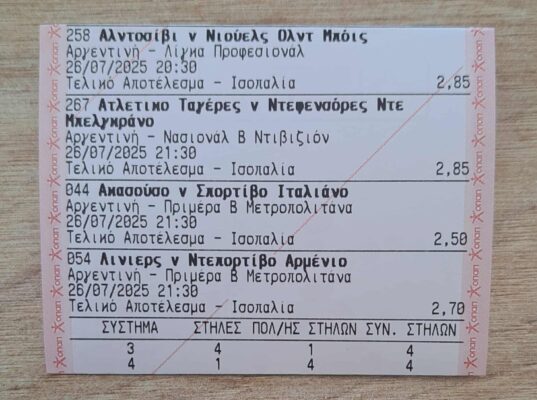 258 Αλντοσίβι ν Νιούελς Ολντ Μπόις
Αργεντινή - Λίγκα Προφεσιονάλ
26/07/2025 20:30
Τελικό Αποτέλεσμα - Ισοπαλία 2,85
267 Ατλέτικο Ταγέρες ν Ντεφενσόρες Ντε
Μπελγκράνο
Αργεντινή - Νασιονάλ Β Ντιβιζιόν
26/07/2025 21:30
Τελικό Αποτέλεσμα - Ισοπαλία 2,85
044 Ακασούσο ν Σπορτίβο Ιταλιάνο
Αργεντινή - Πριμέρα Β Μετροπολιτάνα
26/07/2025 21:30
Τελικό Αποτέλεσμα - Ισοπαλία 2,50
054 Λινιέρς ν Ντεπορτίβο Αρμένιο
Αργεντινή - Πριμέρα Β Μετροπολιτάνα
26/07/2025 21:30
Τελικό Αποτέλεσμα - Ισοπαλία 2,70
ΣΥΣΤΗΜΑ ΣΤΗΛΕΣ ΠΟΛ/ΗΣ ΣΤΗΛΩΝ ΣΥΝ. ΣΤΗΛΩΝ
3 4 1 4
4 1 4 4